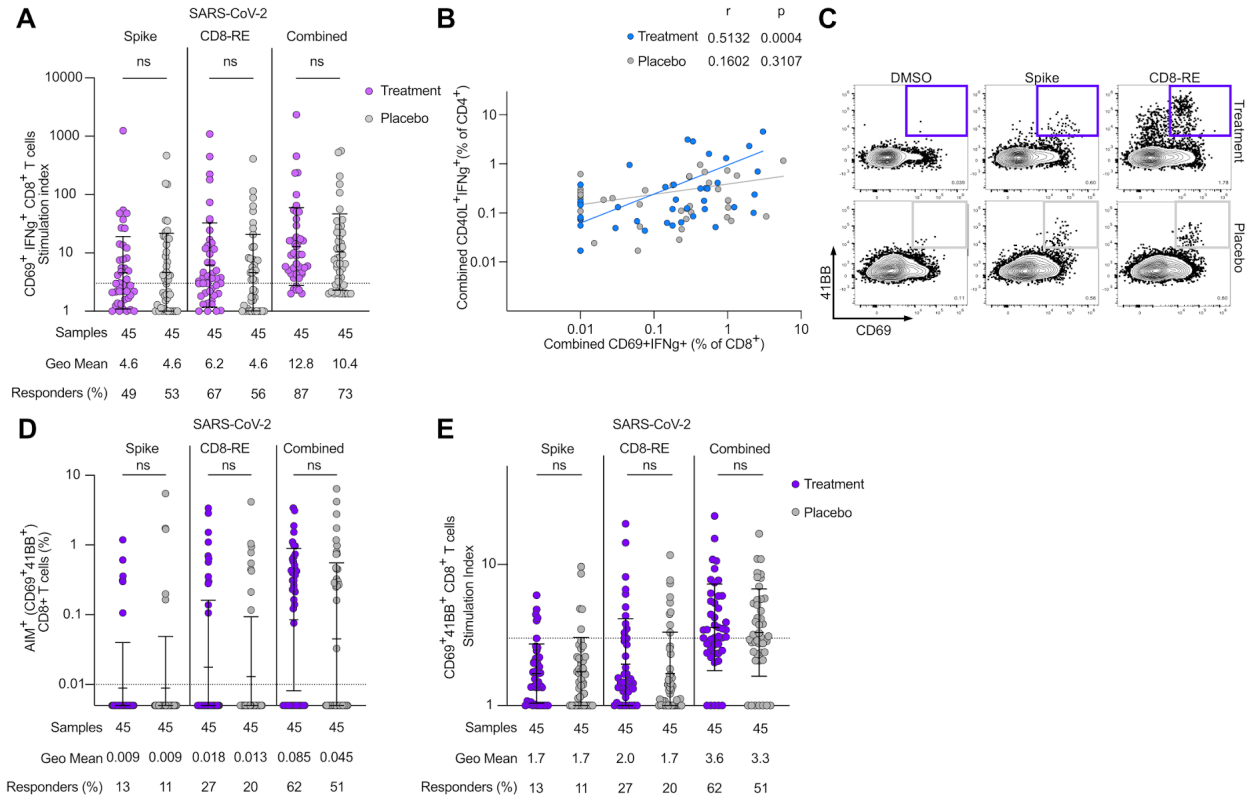 A
SARS-CoV-2
Spike CD8-RE Combined
ns ns ns
10000
1000
100
10
1
CD69+IFNg+ CD8+ T cells
Stimulation index
Treatment
Placebo
Samples 45 45 45 45 45 45
Geo Mean 4.6 4.6 6.2 4.6 12.8 10.4
Responders (%) 49 53 67 56 87 73
B
r p
Treatment 0.5132 0.0004
Placebo 0.1602 0.3107
Combined CD40L+IFNg+ (% of CD4+)
10
1
0.1
0.01
0.01 0.1 1 10
Combined CD69+IFNg+ (% of CD8+)
C
DMSO Spike CD8-RE
Treatment
0.60 1.78
Placebo
0.11
41BB
CD69
D
SARS-CoV-2
Spike CD8-RE Combined
ns ns ns
10
1
0.1
0.01
AIM+ (CD69+41BB+)
CD8+ T cells (%)
Samples 45 45 45 45 45 45
Geo Mean 0.009 0.009 0.018 0.013 0.085 0.045
Responders (%) 13 11 27 20 62 51
E
SARS-CoV-2
Spike CD8-RE Combined
ns ns ns
10
1
CD69+41BB+ CD8+ T cells
Stimulation Index
Treatment
Placebo
Samples 45 45 45 45 45 45
Geo Mean 1.7 1.7 2.0 1.7 3.6 3.3
Responders (%) 13 11 27 20 62 51